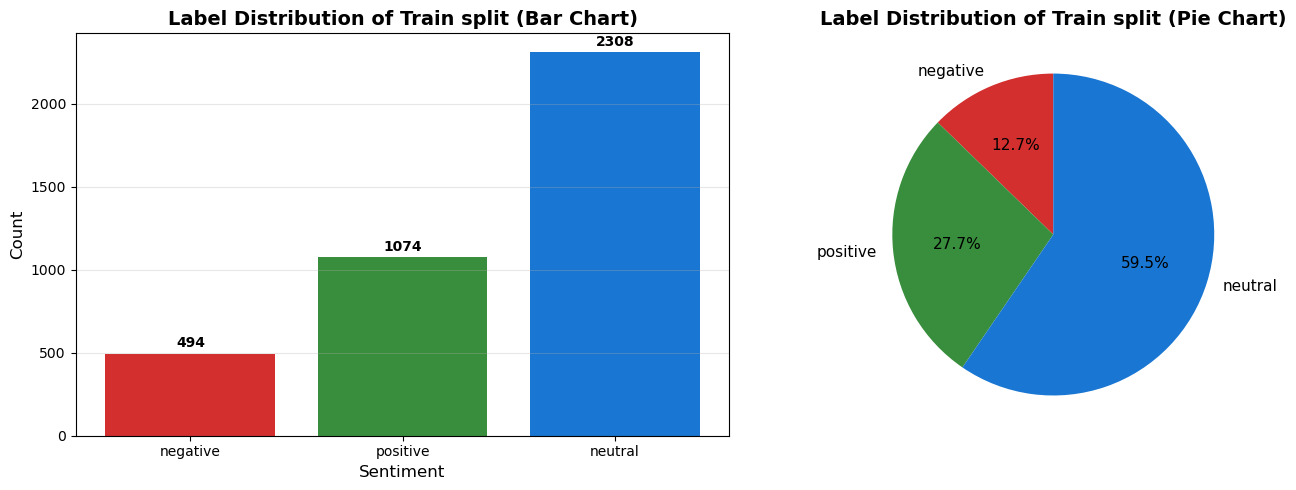 Label Distribution of Train split (Bar Chart)
2308
2000
1500
1074
1000
494
500
0
negative
positive
neutral
Count
Sentiment
Label Distribution of Train split (Pie Chart)
negative
12.7%
positive
27.7%
59.5%
neutral